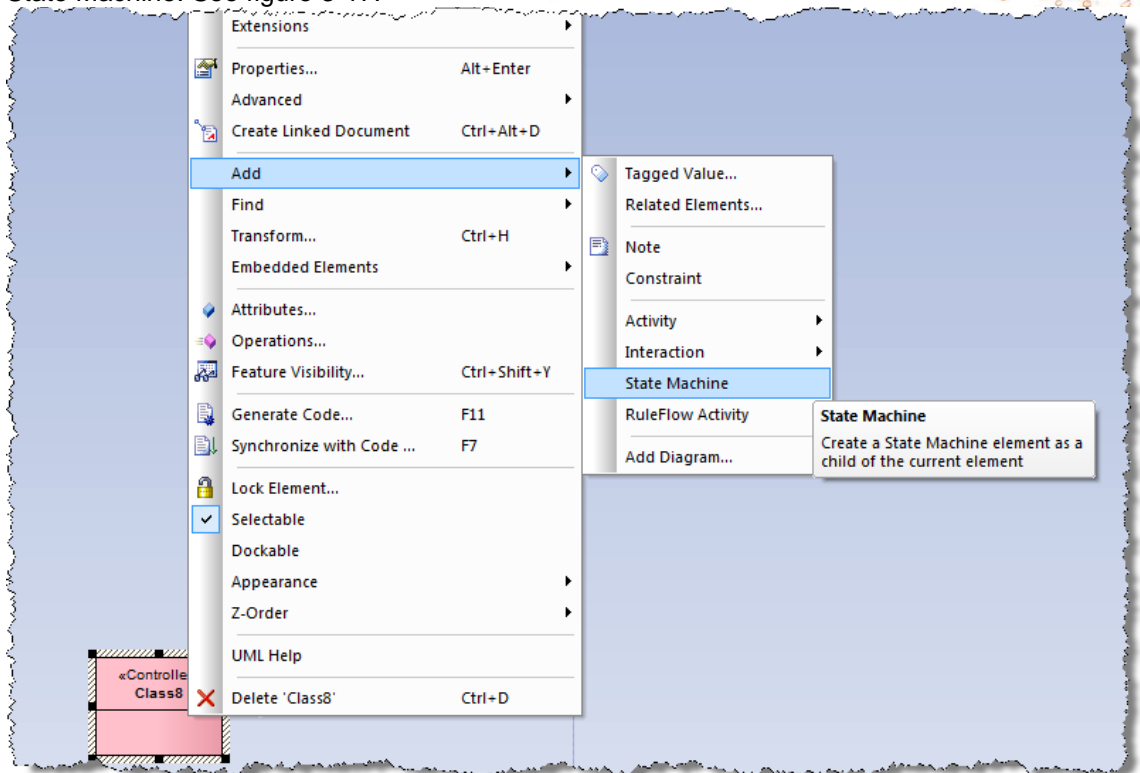 Extensions
Properties... Alt+Enter
Advanced
Create Linked Document Ctrl+Alt+D
Add
Find
Transform... Ctrl+H
Embedded Elements
Attributes...
Operations...
Feature Visibility... Ctrl+Shift+Y
Generate Code... F11
Synchronize with Code ... F7
Lock Element...
Selectable
Dockable
Appearance
Z-Order
UML Help
Delete 'Class8' Ctrl+D
Tagged Value...
Related Elements...
Note
Constraint
Activity
Interaction
State Machine
RuleFlow Activity
Add Diagram...
State Machine
Create a State Machine element as a
child of the current element
«Controlle
Class8